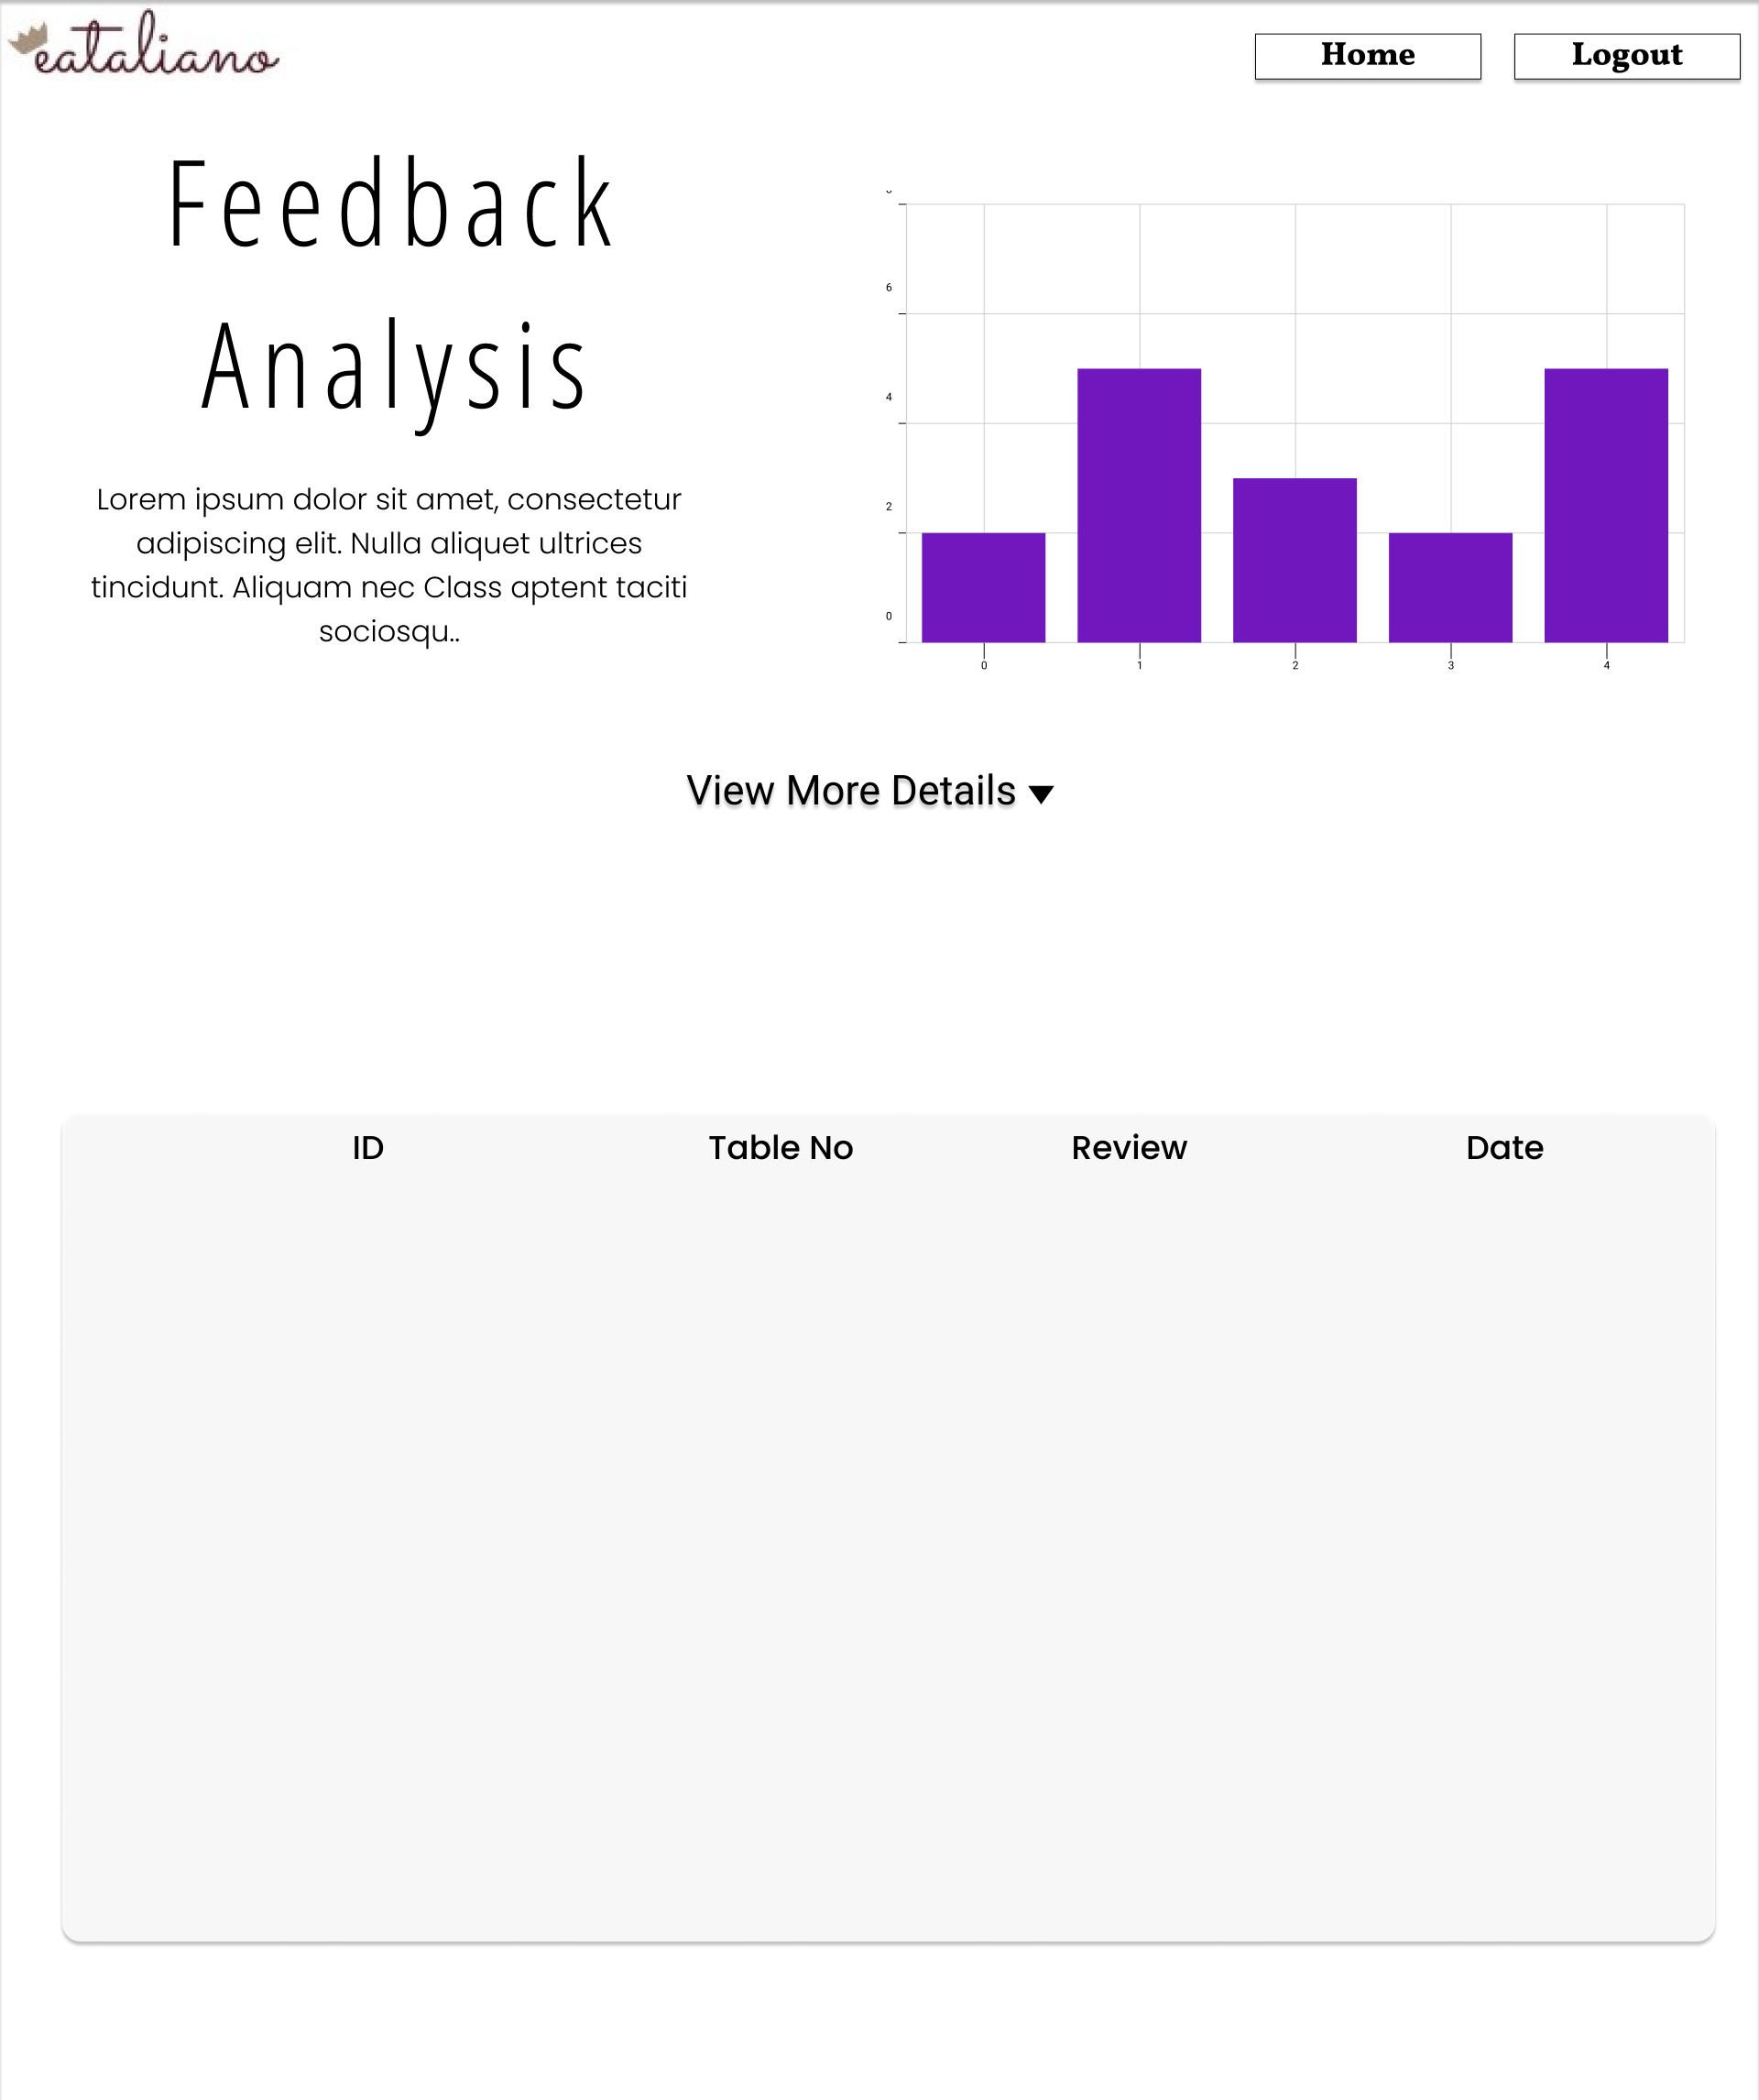 eataliano
Home
Logout
Feedback
Analysis
Lorem ipsum dolor sit amet, consectetur
adipiscing elit. Nulla aliquet ultrices
tincidunt. Aliquam nec Class aptent taciti
sociosqu..
6
4
2
0
0 1 2 3 4
View More Details ▼
ID Table No Review Date